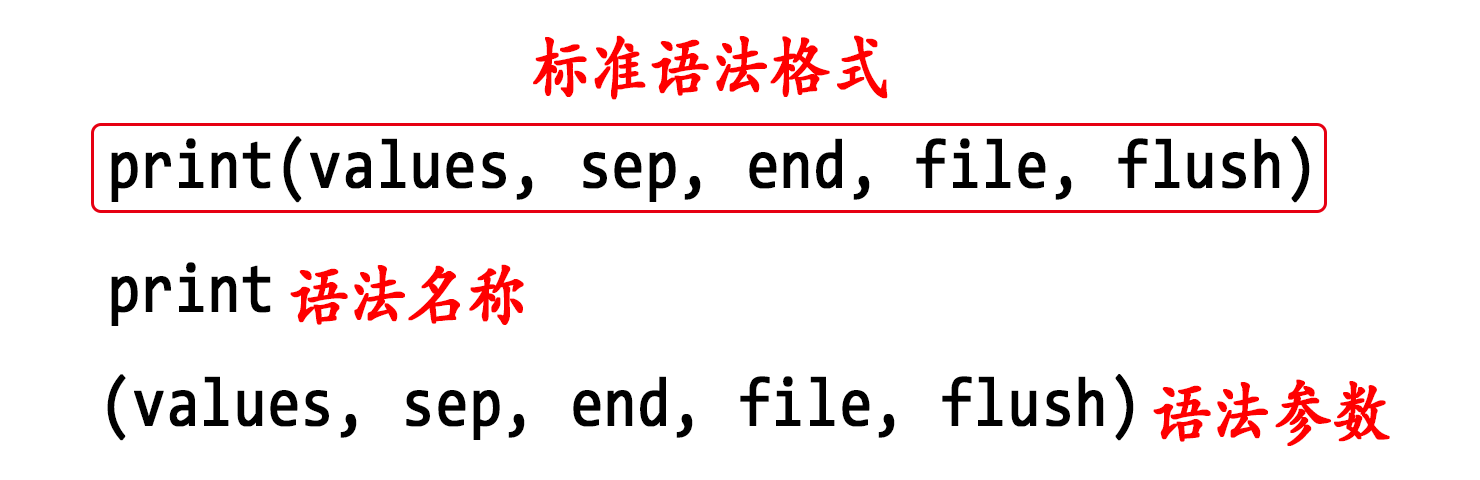 标准语法格式
print(values, sep, end, file, flush)
print 语法名称
(values, sep, end, file, flush) 语法参数